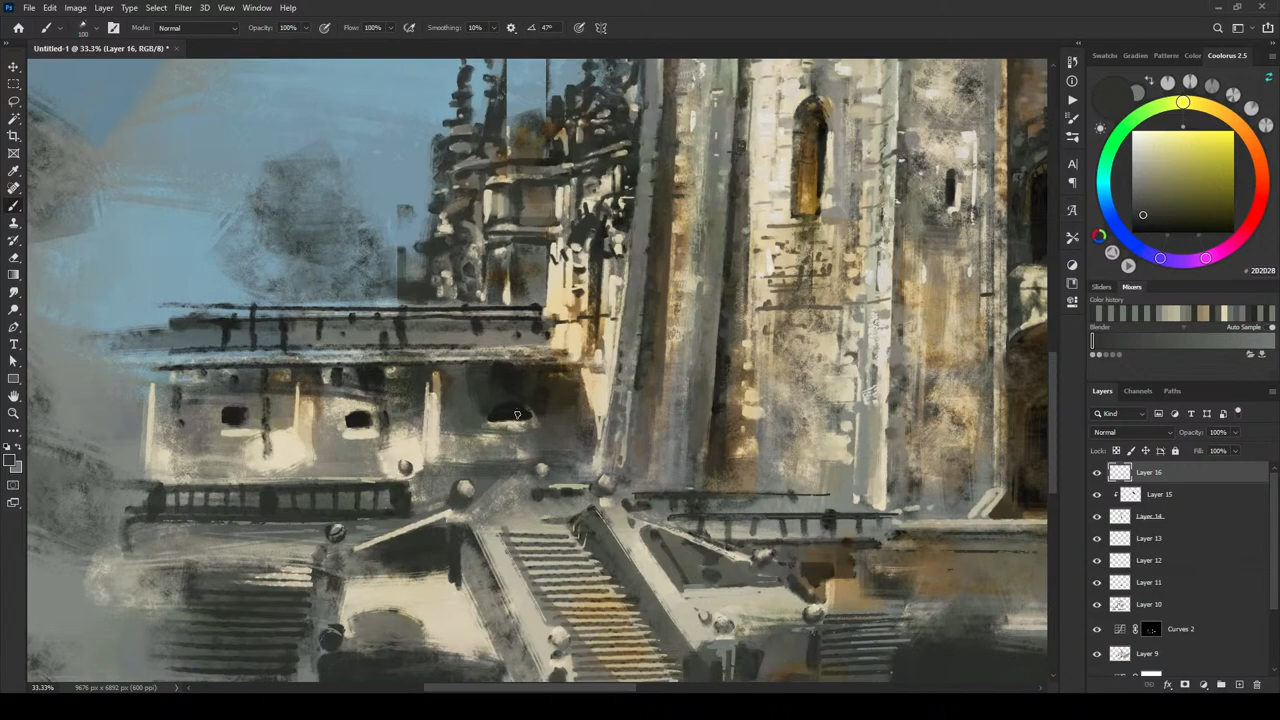 Ps File Edit Image Layer Type Select Filter 3D View Window Help
100 Mode: Normal Opacity: 100% Flow: 100% Smoothing: 10% 47°
Untitled-1 @ 33.3% (Layer 16, RGB/8) * ×
Swatche Gradien Patterns Color Coolorus 2.5
# 202028
Sliders Mixers
Color history
Auto Sample
Blender
Layers Channels Paths
Kind
Normal Opacity: 100%
Lock: Fill: 100%
Layer 16
Layer 15
Layer 14
Layer 13
Layer 12
Layer 11
Layer 10
Curves 2
Layer 9
33.33% 9676 px x 6892 px (600 ppi)